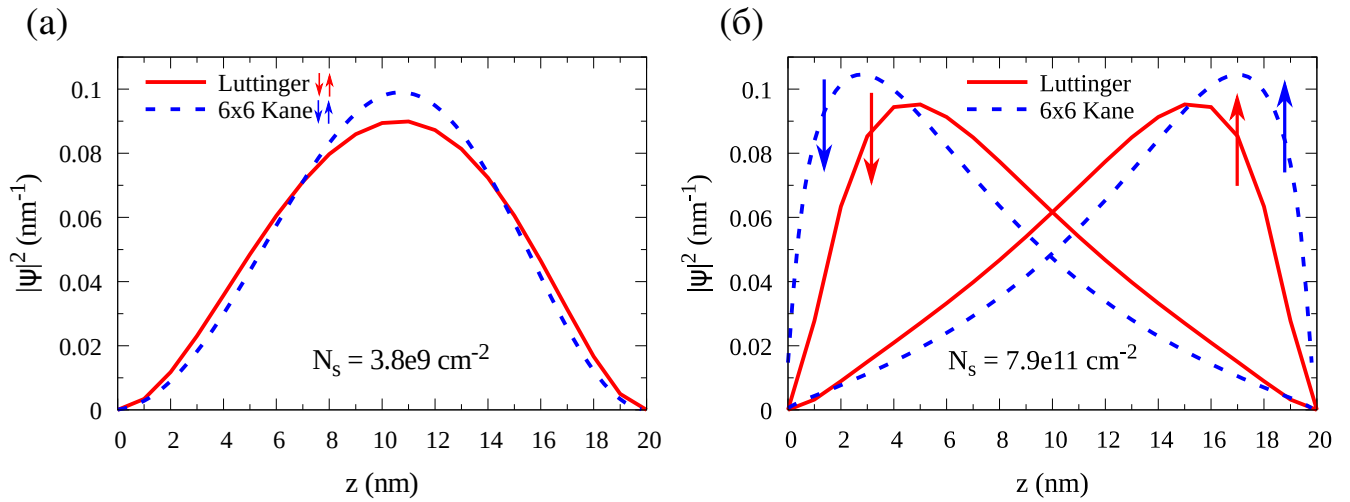 (а)
Luttinger
6x6 Kane
|Ψ|² (nm⁻¹)
0.1
0.08
0.06
0.04
0.02
0
Nₛ = 3.8e9 cm⁻²
0 2 4 6 8 10 12 14 16 18 20
z (nm)
(б)
Luttinger
6x6 Kane
|Ψ|² (nm⁻¹)
0.1
0.08
0.06
0.04
0.02
0
Nₛ = 7.9e11 cm⁻²
0 2 4 6 8 10 12 14 16 18 20
z (nm)